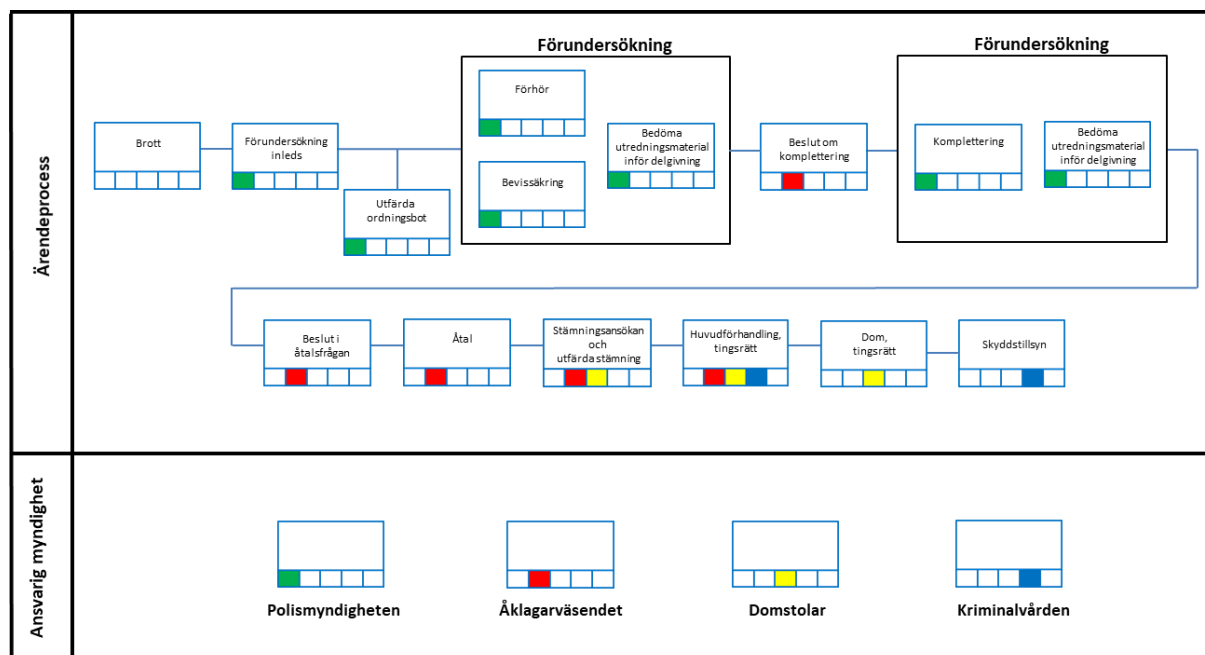 Ärendeprocess
Förundersökning
Förundersökning
Brott
Förundersökning
inleds
Utfärda
ordningsbot
Förhör
Bevissäkring
Bedöma
utredningsmaterial
inför delgivning
Beslut om
komplettering
Komplettering
Bedöma
utredningsmaterial
inför delgivning
Beslut i
åtalsfrågan
Åtal
Stämningsansökan
och
utfärda stämning
Huvudförhandling,
tingsrätt
Dom,
tingsrätt
Skyddstillsyn
Ansvarig myndighet
Polismyndigheten
Åklagarväsendet
Domstolar
Kriminalvården